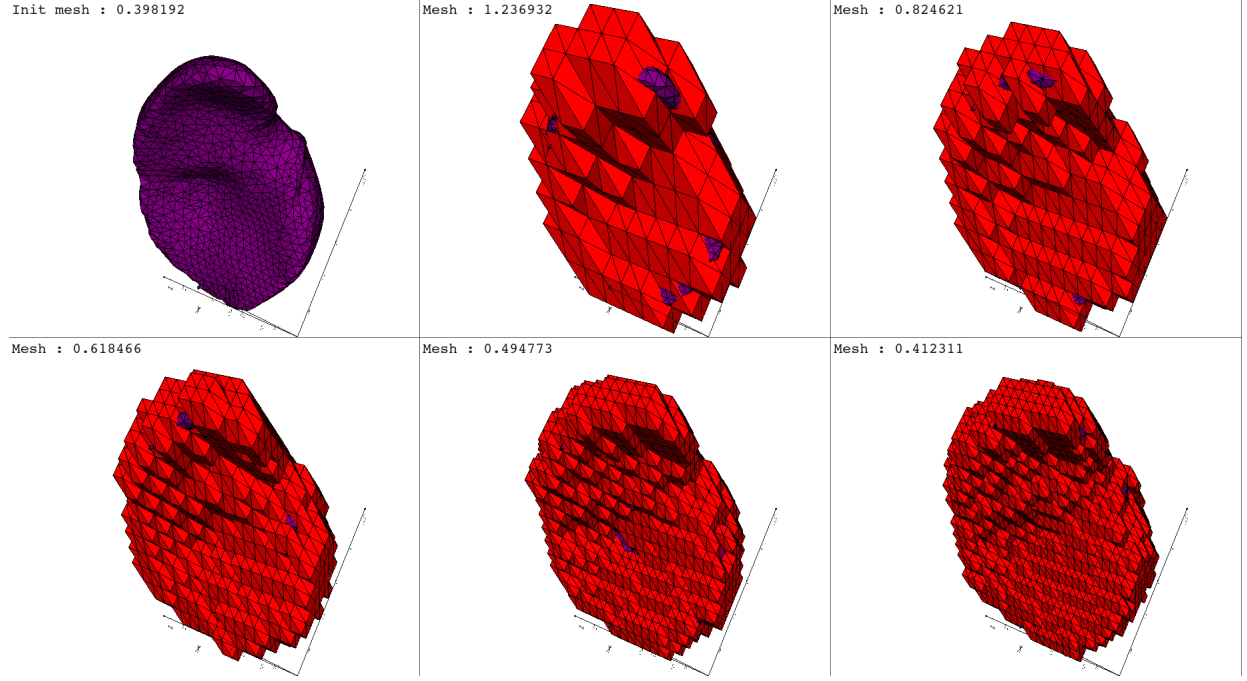 Init mesh : 0.398192
Mesh : 1.236932
Mesh : 0.824621
Mesh : 0.618466
Mesh : 0.494773
Mesh : 0.412311